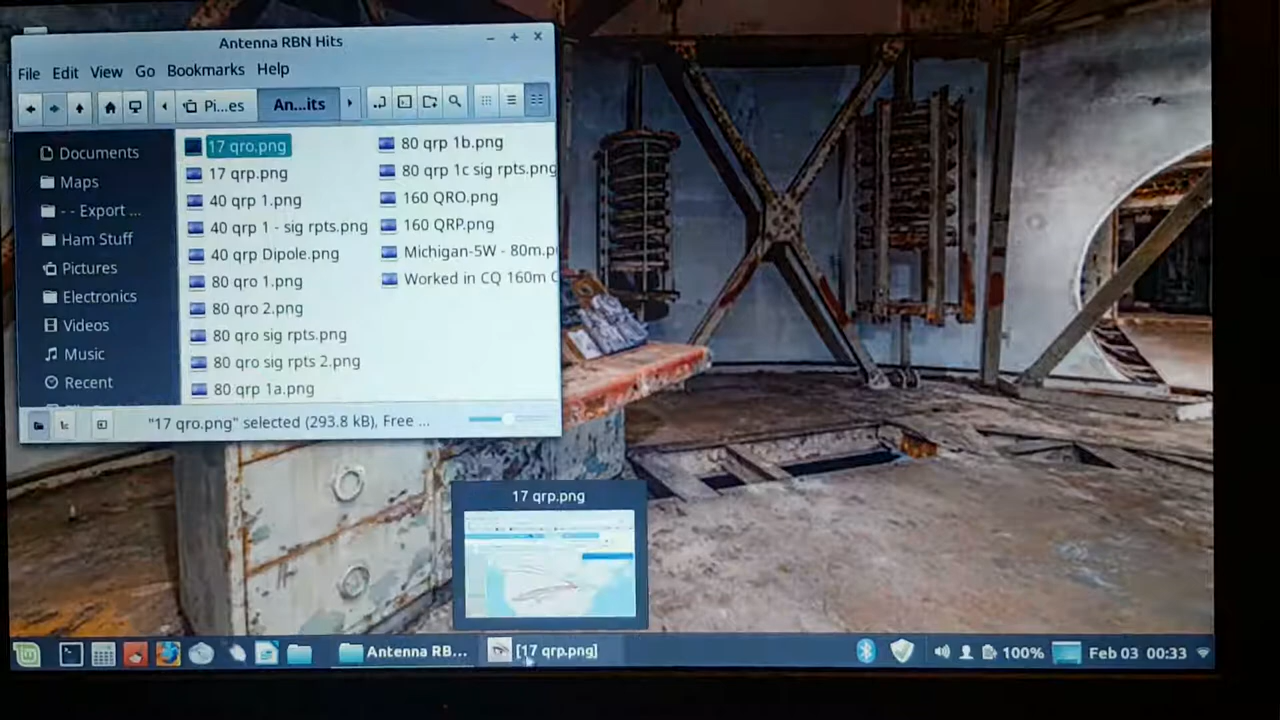 Antenna RBN Hits
File Edit View Go Bookmarks Help
Pi...es An...its
Documents
Maps
- - Export ...
Ham Stuff
Pictures
Electronics
Videos
Music
Recent
17 qro.png
17 qrp.png
40 qrp 1.png
40 qrp 1 - sig rpts.png
40 qrp Dipole.png
80 qro 1.png
80 qro 2.png
80 qro sig rpts.png
80 qro sig rpts 2.png
80 qrp 1a.png
80 qrp 1b.png
80 qrp 1c sig rpts.png
160 QRO.png
160 QRP.png
Michigan-5W - 80m.p
Worked in CQ 160m C
"17 qro.png" selected (293.8 kB), Free ...
17 qrp.png
Antenna RB... [17 qrp.png] 100% Feb 03 00:33